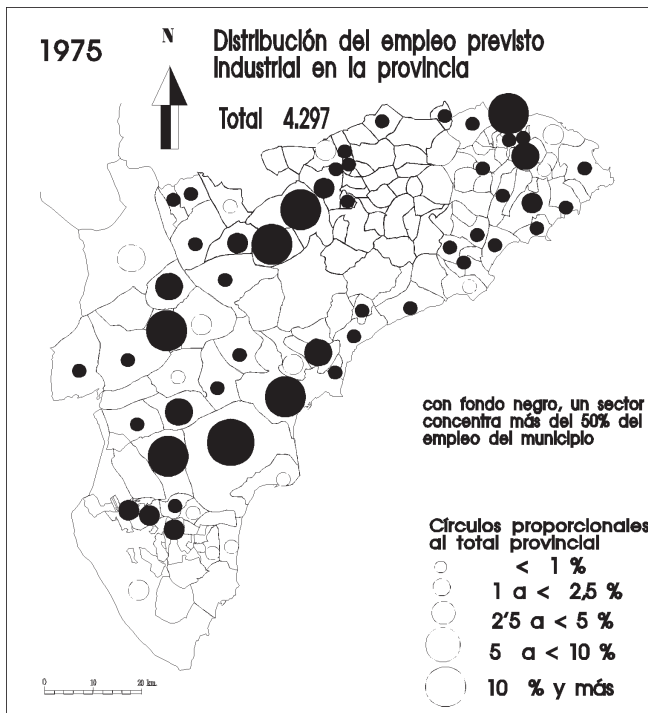 1975
N
Distribución del empleo previsto
industrial en la provincia
Total 4.297
con fondo negro, un sector
concentra más del 50% del
empleo del municipio
Círculos proporcionales
al total provincial
< 1 %
1 a < 2,5 %
2'5 a < 5 %
5 a < 10 %
10 % y más
0 10 20 km.